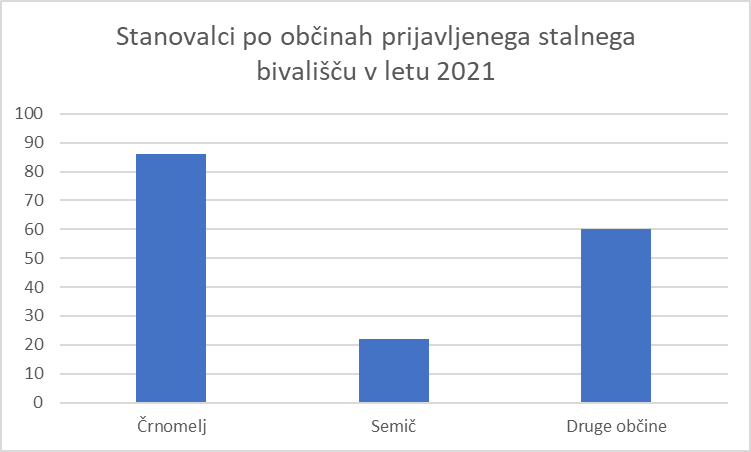 Stanovalci po občinah prijavljenega stalnega
bivališču v letu 2021
100
90
80
70
60
50
40
30
20
10
0
Črnomelj
Semič
Druge občine